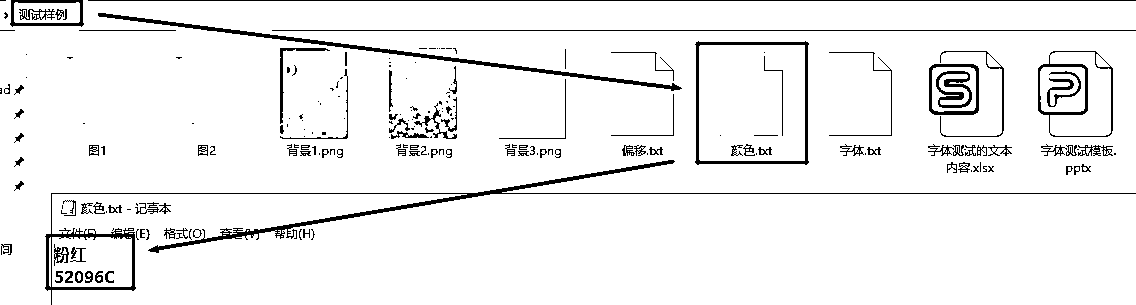 测试样例
ad
图1
图2
背景1.png
背景2.png
背景3.png
偏移.txt
颜色.txt
字体.txt
字体测试的文本
内容.xlsx
字体测试模板.
pptx
颜色.txt - 记事本
文件(F) 编辑(E) 格式(O) 查看(V) 帮助(H)
间
粉红
52096C